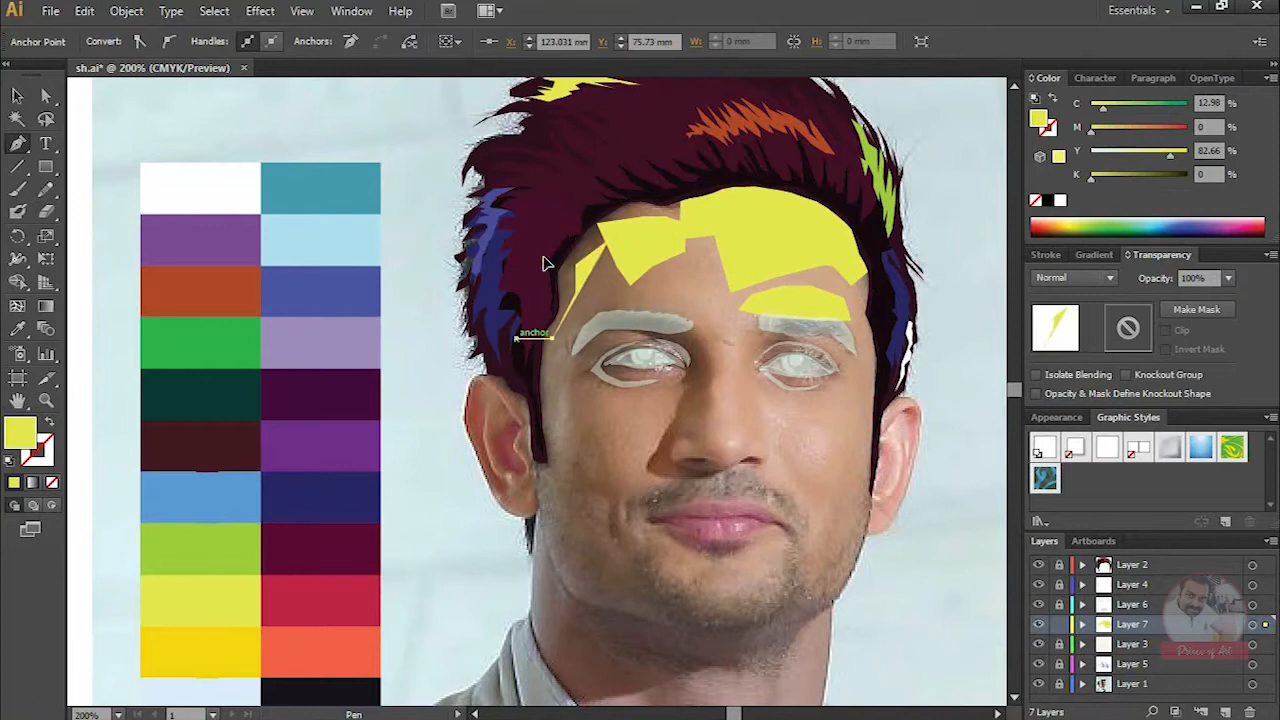 Ai File Edit Object Type Select Effect View Window Help Br Essentials
Anchor Point Convert: Handles: Anchors: X: 123.031 mm Y: 75.73 mm W: 0 mm H: 0 mm
sh.ai* @ 200% (CMYK/Preview)
Color Character Paragraph OpenType
C 12.98 %
M 0 %
Y 82.66 %
K 0 %
Stroke Gradient Transparency
Normal Opacity: 100%
Make Mask
Clip
Invert Mask
Isolate Blending Knockout Group
Opacity & Mask Define Knockout Shape
Appearance Graphic Styles
anchor
Layers Artboards
Layer 2
Layer 4
Layer 6
Layer 7
Layer 3
Layer 5
Layer 1
Prince of Art
200% 1 Pen 7 Layers